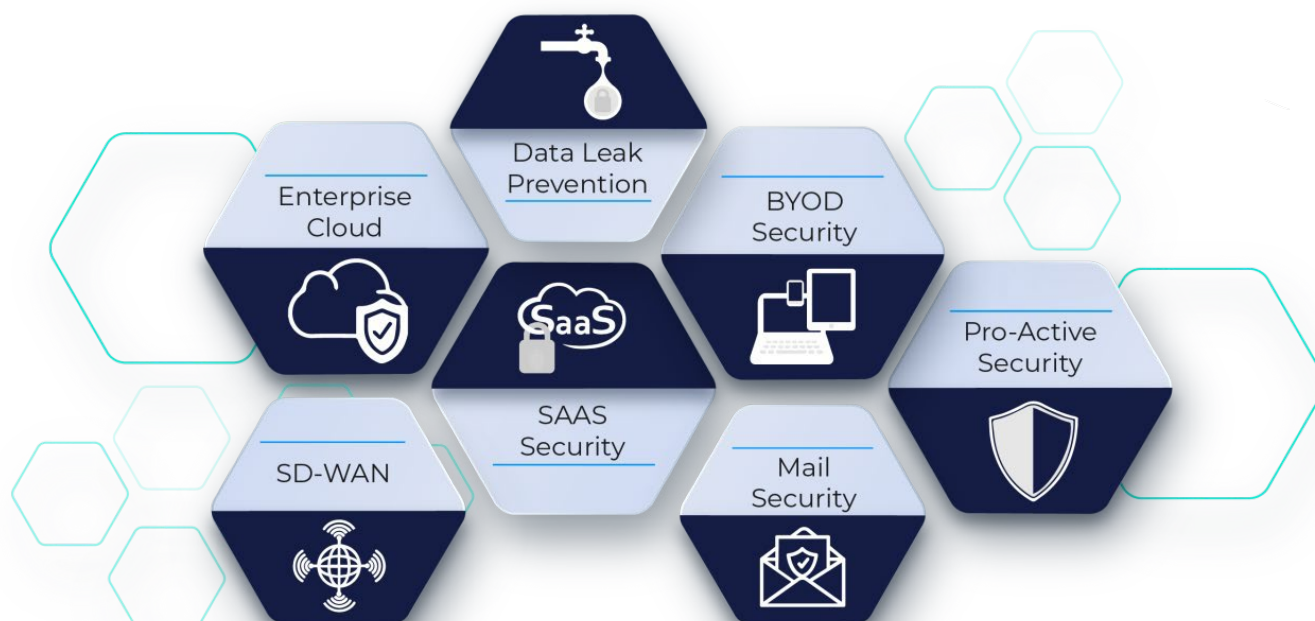 Data Leak
Prevention
Enterprise
Cloud
BYOD
Security
SaaS
Pro-Active
Security
SAAS
Security
SD-WAN
Mail
Security